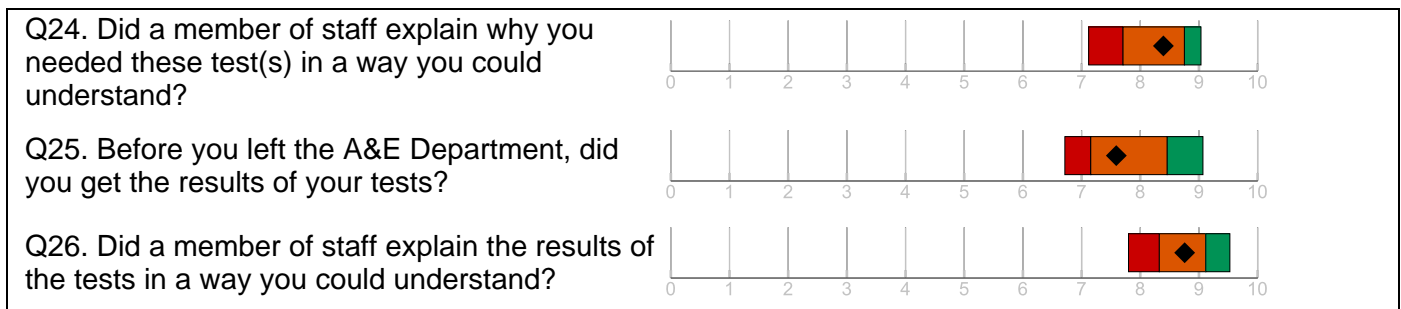 Q24. Did a member of staff explain why you
needed these test(s) in a way you could
understand?
0 1 2 3 4 5 6 7 8 9 10
Q25. Before you left the A&E Department, did
you get the results of your tests?
0 1 2 3 4 5 6 7 8 9 10
Q26. Did a member of staff explain the results of
the tests in a way you could understand?
0 1 2 3 4 5 6 7 8 9 10